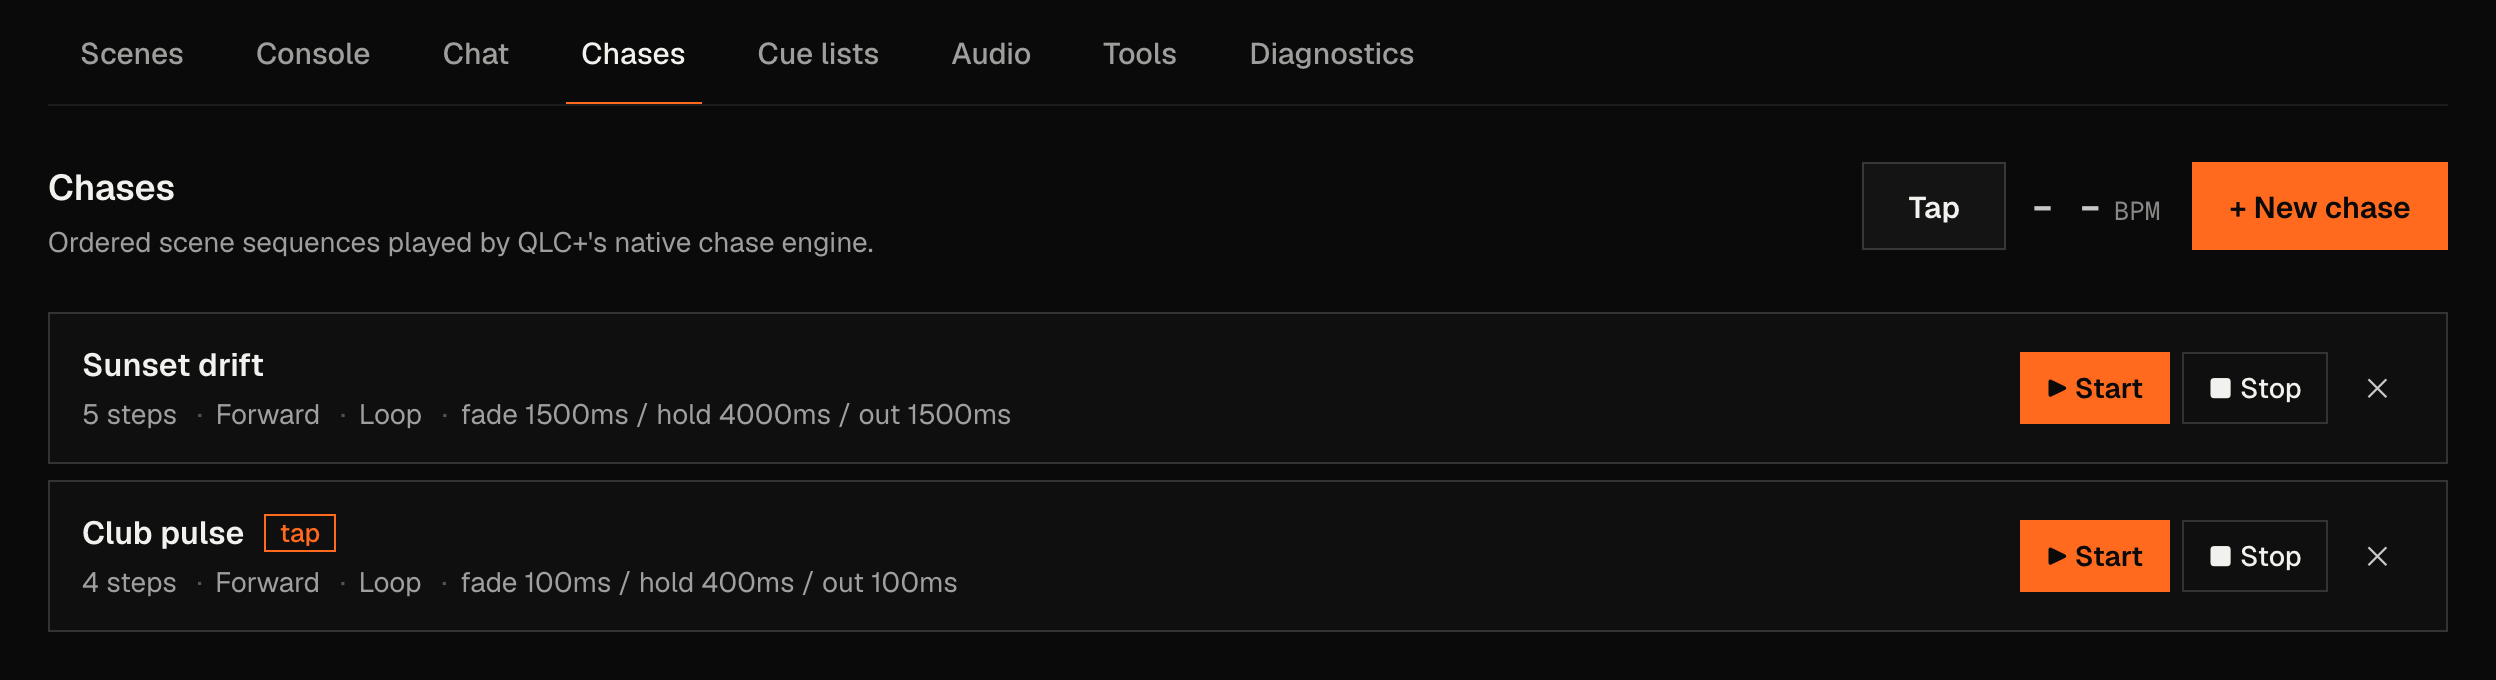 Scenes Console Chat Chases Cue lists Audio Tools Diagnostics
Chases
Ordered scene sequences played by QLC+'s native chase engine.
Tap – – BPM + New chase
Sunset drift
5 steps · Forward · Loop · fade 1500ms / hold 4000ms / out 1500ms
▶ Start ■ Stop ×
Club pulse tap
4 steps · Forward · Loop · fade 100ms / hold 400ms / out 100ms
▶ Start ■ Stop ×